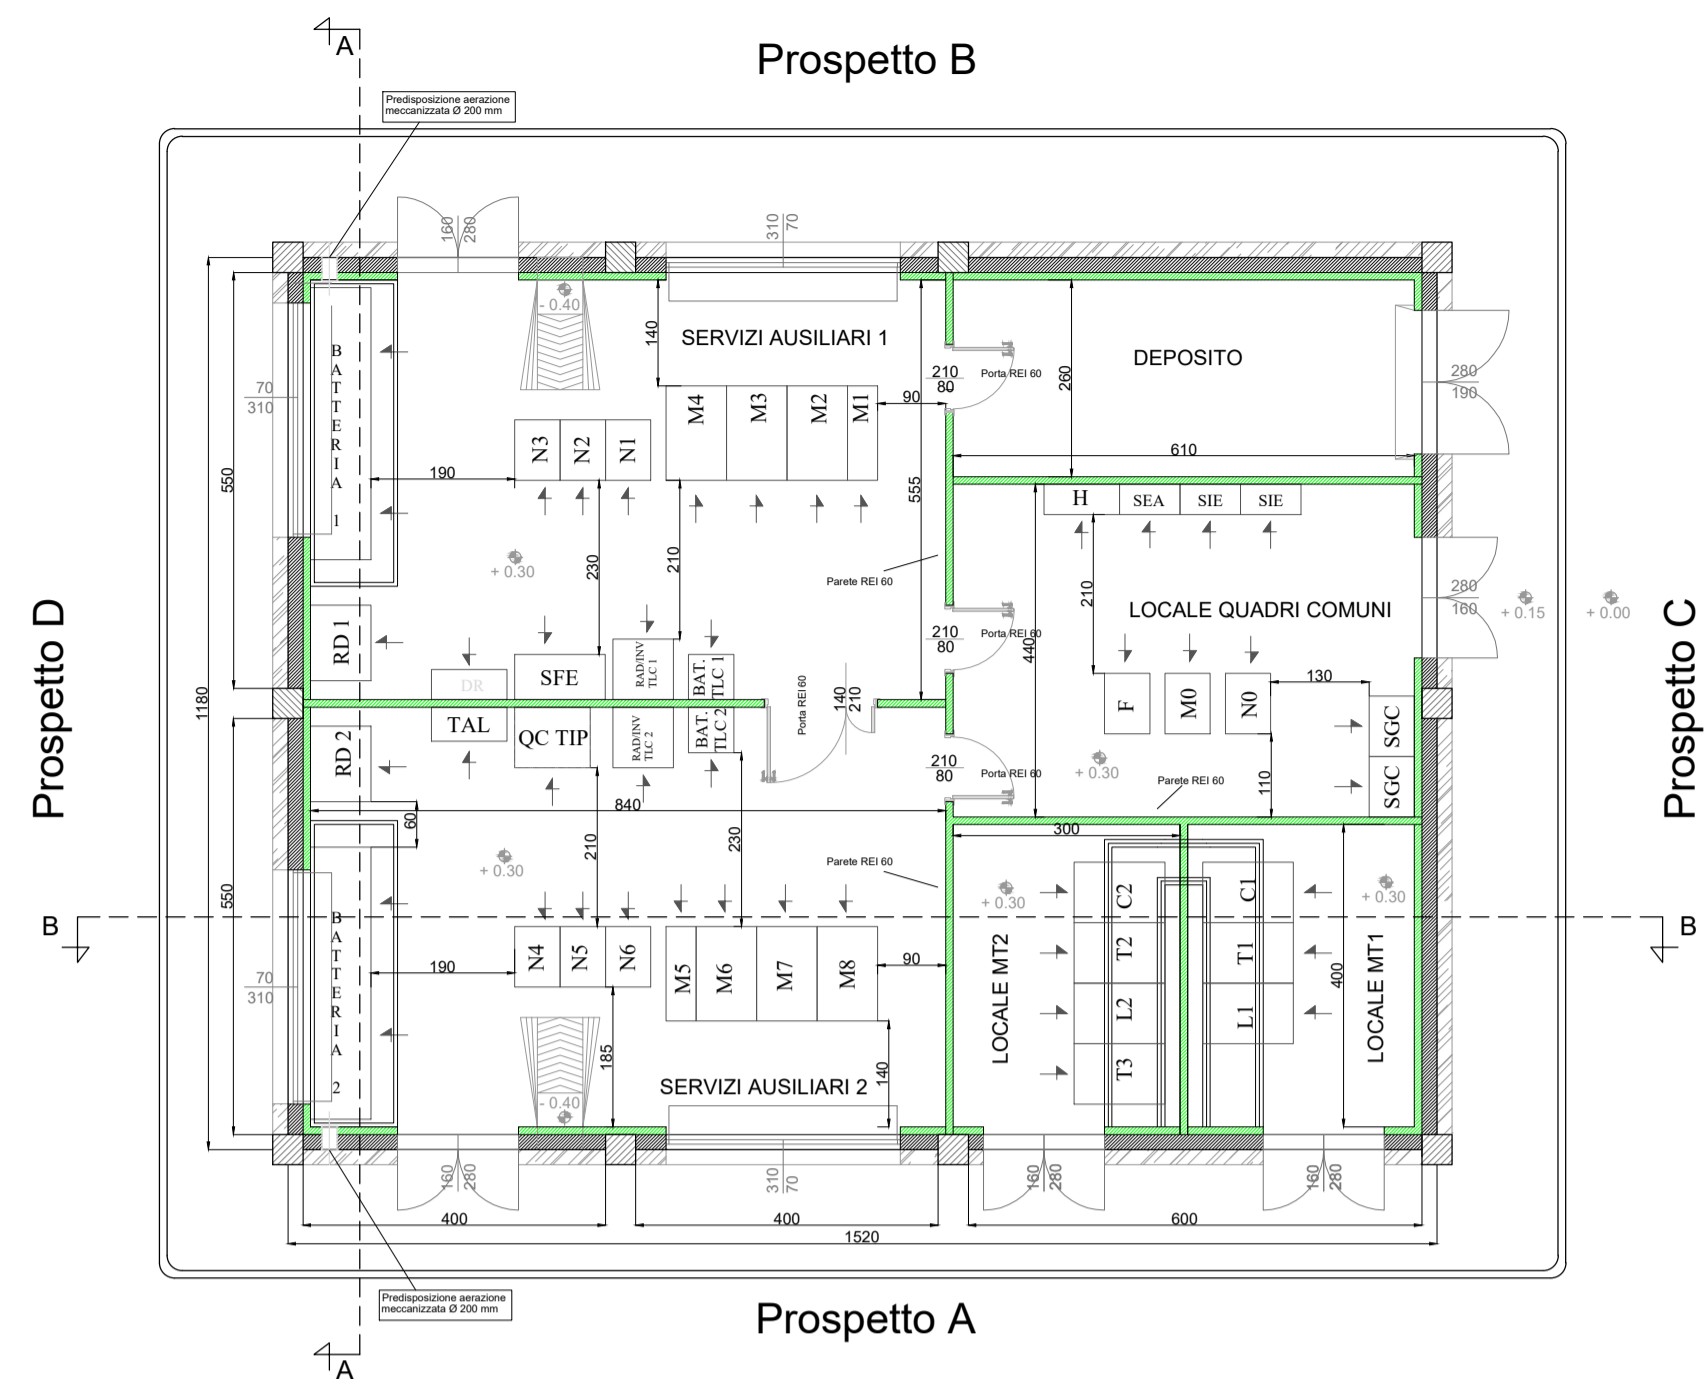 A
Prospetto B
Predisposizione aerazione
meccanizzata Ø 200 mm
160
280
310
70
- 0.40
140
SERVIZI AUSILIARI 1
DEPOSITO
BATTERIA 1
70
310
210
80
Porta REI 60
260
280
190
M4
M3
M2
M1
90
N3
N2
N1
190
610
550
555
H
SEA
SIE
SIE
+ 0.30
230
210
Parete REI 60
210
280
160
+ 0.15
+ 0.00
LOCALE QUADRI COMUNI
Prospetto D
Prospetto C
RD 1
210
80
Porta REI 60
440
DR
SFE
RAD/INV
TLC 1
BAT.
TLC 1
1180
Porta REI 60
140
210
F
M0
N0
130
SGC
SGC
TAL
QC TIP
RAD/INV
TLC 2
BAT.
TLC 2
RD 2
210
80
Porta REI 60
+ 0.30
Parete REI 60
110
840
60
210
230
300
+ 0.30
Parete REI 60
+ 0.30
+ 0.30
550
B
B
BATTERIA 2
70
310
190
N4
N5
N6
M5
M6
M7
M8
90
LOCALE MT2
C2
T2
L2
T3
C1
T1
L1
400
LOCALE MT1
185
140
SERVIZI AUSILIARI 2
- 0.40
160
280
310
70
160
280
160
280
400
400
600
1520
Predisposizione aerazione
meccanizzata Ø 200 mm
Prospetto A
A